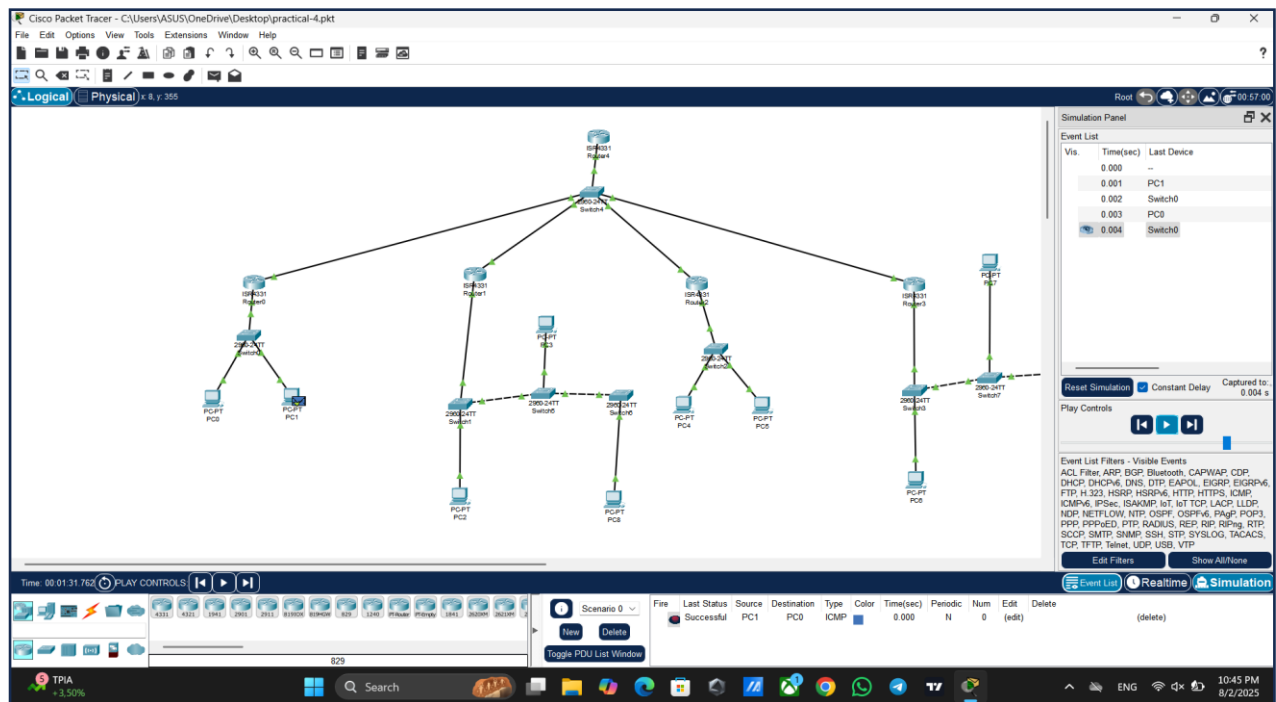 Cisco Packet Tracer - C:\Users\ASUS\OneDrive\Desktop\practical-4.pkt
File Edit Options View Tools Extensions Window Help
?
Logical Physical x: 8, y: 355 Root 00:57:00
Simulation Panel
Event List
Vis. Time(sec) Last Device
0.000 --
0.001 PC1
0.002 Switch0
0.003 PC0
0.004 Switch0
ISR4331
Router4
2960-24TT
Switch4
ISR4331
Router0
ISR4331
Router1
ISR4331
Router2
ISR4331
Router3
PC-PT
PC7
2960-24TT
Switch0
PC-PT
PC3
2960-24TT
Switch2
PC-PT
PC0
PC-PT
PC1
2960-24TT
Switch1
2960-24TT
Switch5
2960-24TT
Switch6
PC-PT
PC4
PC-PT
PC5
2960-24TT
Switch3
2960-24TT
Switch7
PC-PT
PC2
PC-PT
PC8
PC-PT
PC6
Reset Simulation Constant Delay Captured to:
0.004 s
Play Controls
Event List Filters - Visible Events
ACL Filter, ARP, BGP, Bluetooth, CAPWAP, CDP,
DHCP, DHCPv6, DNS, DTP, EAPOL, EIGRP, EIGRPv6,
FTP, H.323, HSRP, HSRPv6, HTTP, HTTPS, ICMP,
ICMPv6, IPSec, ISAKMP, IoT, IoT TCP, LACP, LLDP,
NDP, NETFLOW, NTP, OSPF, OSPFv6, PAgP, POP3,
PPP, PPPoED, PTP, RADIUS, REP, RIP, RIPng, RTP,
SCCP, SMTP, SNMP, SSH, STP, SYSLOG, TACACS,
TCP, TFTP, Telnet, UDP, USB, VTP
Edit Filters Show All/None
Time: 00:01:31.762 PLAY CONTROLS: Event List Realtime Simulation
4331 4321 1941 2901 2911 819IOX 819HGW 829 1240 PT-Router PT-Empty 1841 2620XM 2621XM
829
Scenario 0
New Delete
Toggle PDU List Window
Fire Last Status Source Destination Type Color Time(sec) Periodic Num Edit Delete
Successful PC1 PC0 ICMP 0.000 N 0 (edit) (delete)
5 TPIA
+3,50%
Search
1
ENG
10:45 PM
8/2/2025